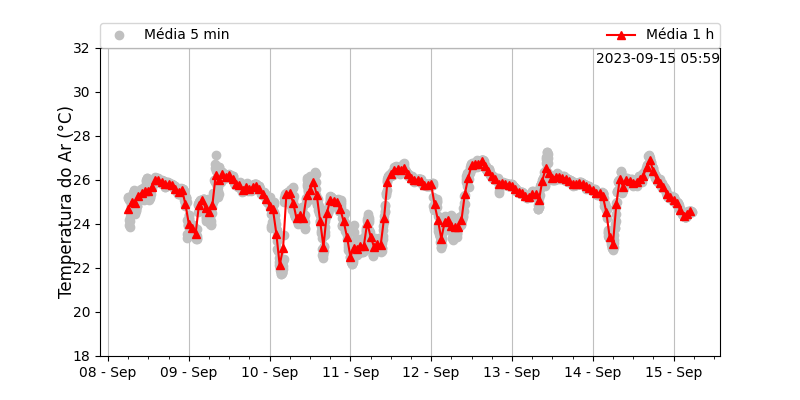 Média 5 min
Média 1 h
2023-09-15 05:59
Temperatura do Ar (°C)
32
30
28
26
24
22
20
18
08 - Sep
09 - Sep
10 - Sep
11 - Sep
12 - Sep
13 - Sep
14 - Sep
15 - Sep